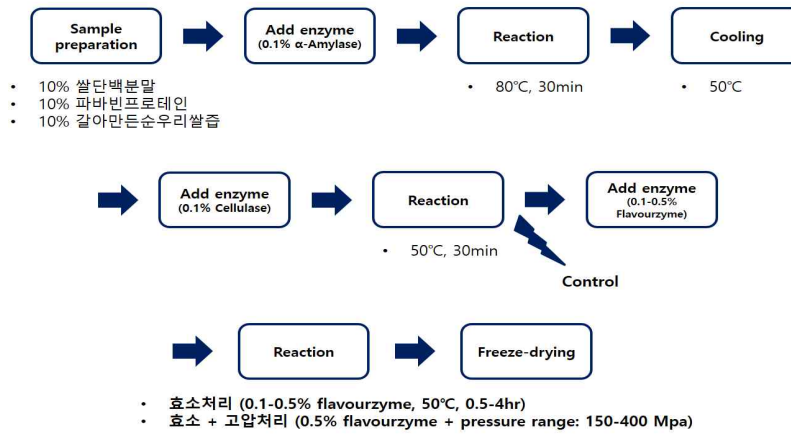 Sample
preparation
Add enzyme
(0.1% α-Amylase)
Reaction
Cooling
• 10% 쌀단백분말
• 10% 파바빈프로테인
• 10% 갈아만든순우리쌀즙
• 80℃, 30min
• 50℃
Add enzyme
(0.1% Cellulase)
Reaction
Add enzyme
(0.1-0.5%
Flavourzyme)
• 50℃, 30min
Control
Reaction
Freeze-drying
• 효소처리 (0.1-0.5% flavourzyme, 50℃, 0.5-4hr)
• 효소 + 고압처리 (0.5% flavourzyme + pressure range: 150-400 Mpa)